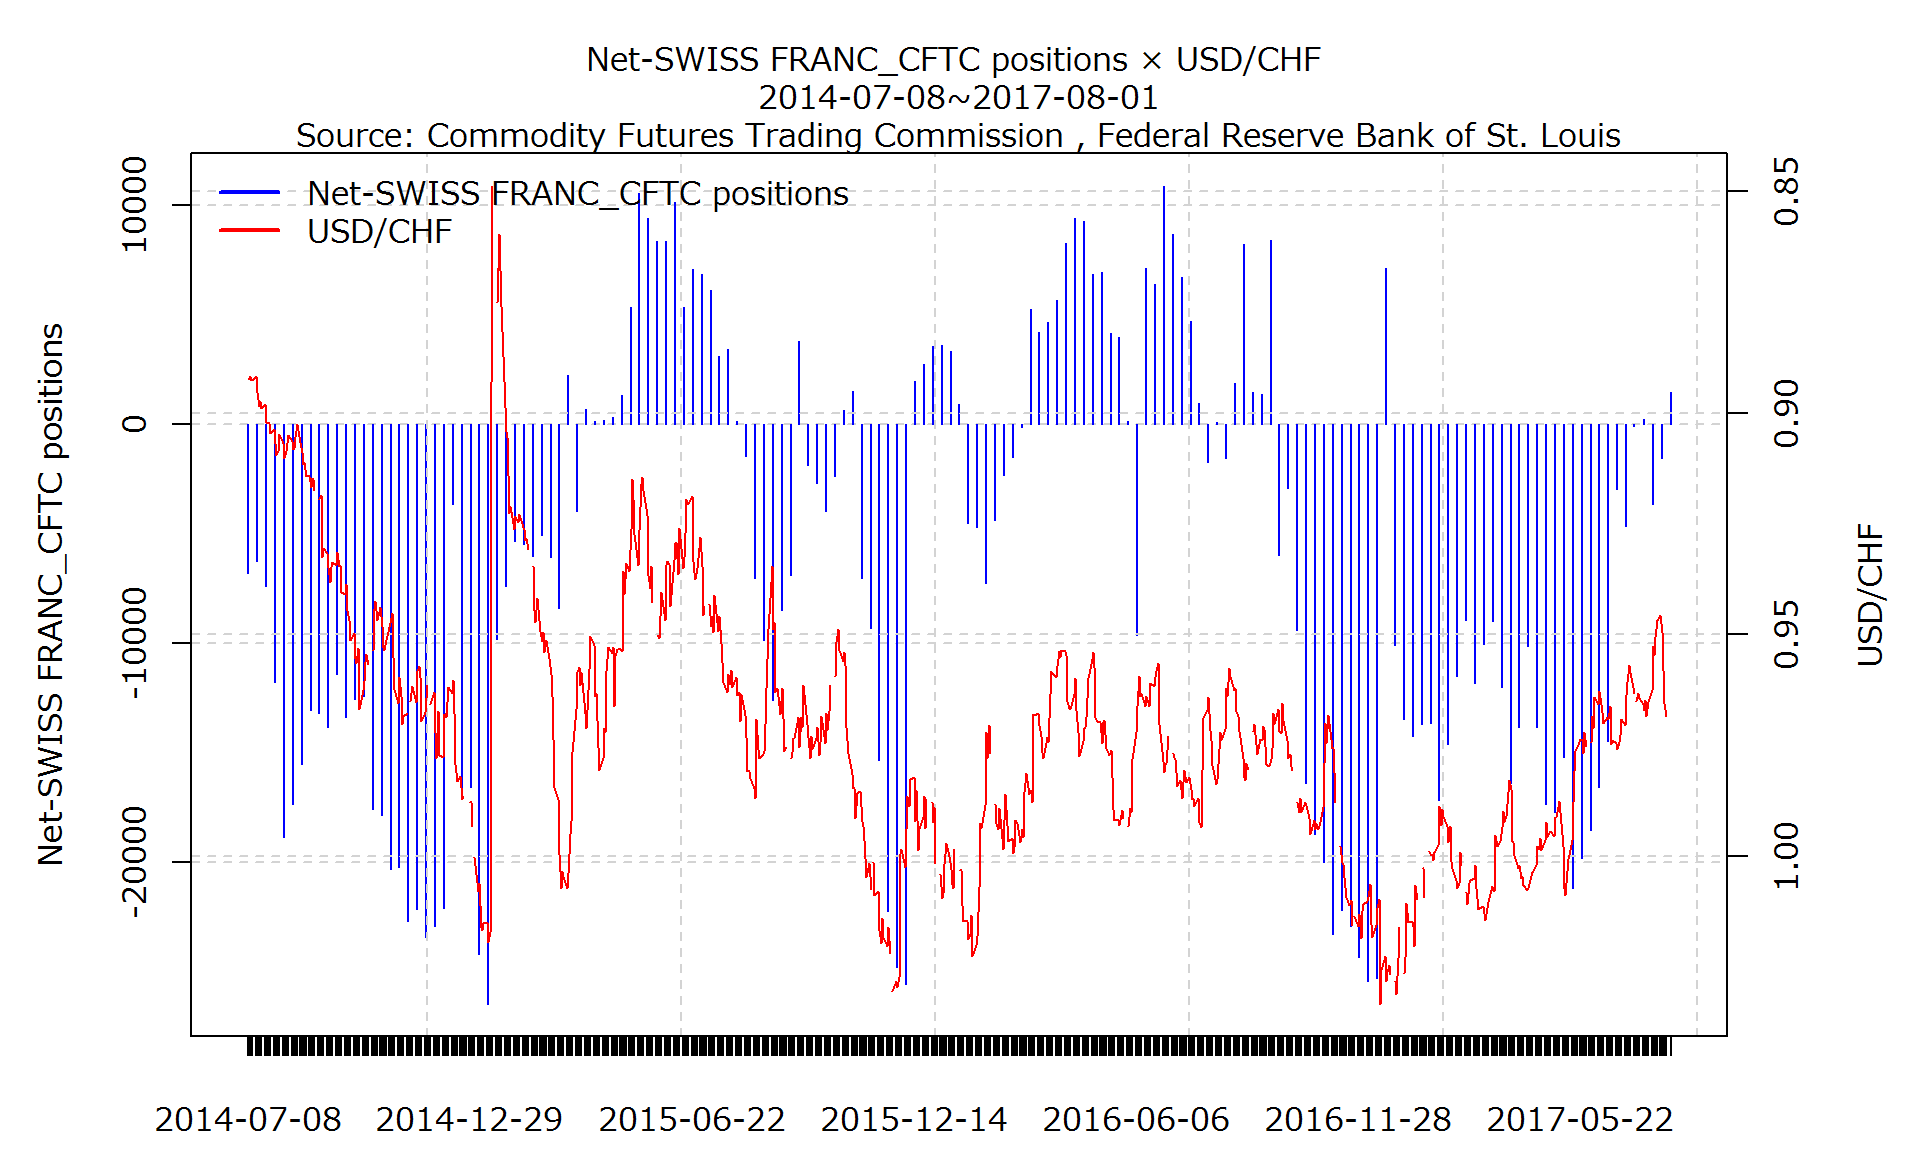 Net-SWISS FRANC_CFTC positions × USD/CHF
2014-07-08~2017-08-01
Source: Commodity Futures Trading Commission , Federal Reserve Bank of St. Louis
Net-SWISS FRANC_CFTC positions
USD/CHF
Net-SWISS FRANC_CFTC positions
10000
0
-10000
-20000
0.85
0.90
0.95
1.00
USD/CHF
2014-07-08 2014-12-29 2015-06-22 2015-12-14 2016-06-06 2016-11-28 2017-05-22